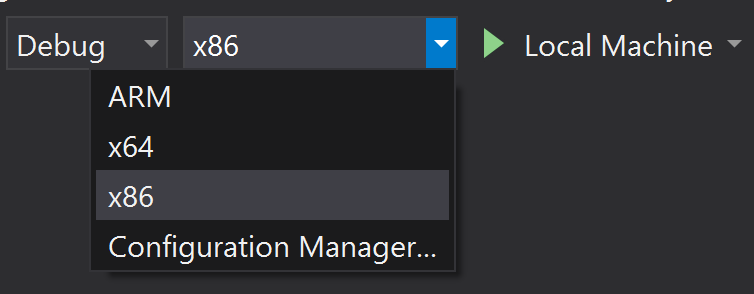 Debug x86 Local Machine
ARM
x64
x86
Configuration Manager...